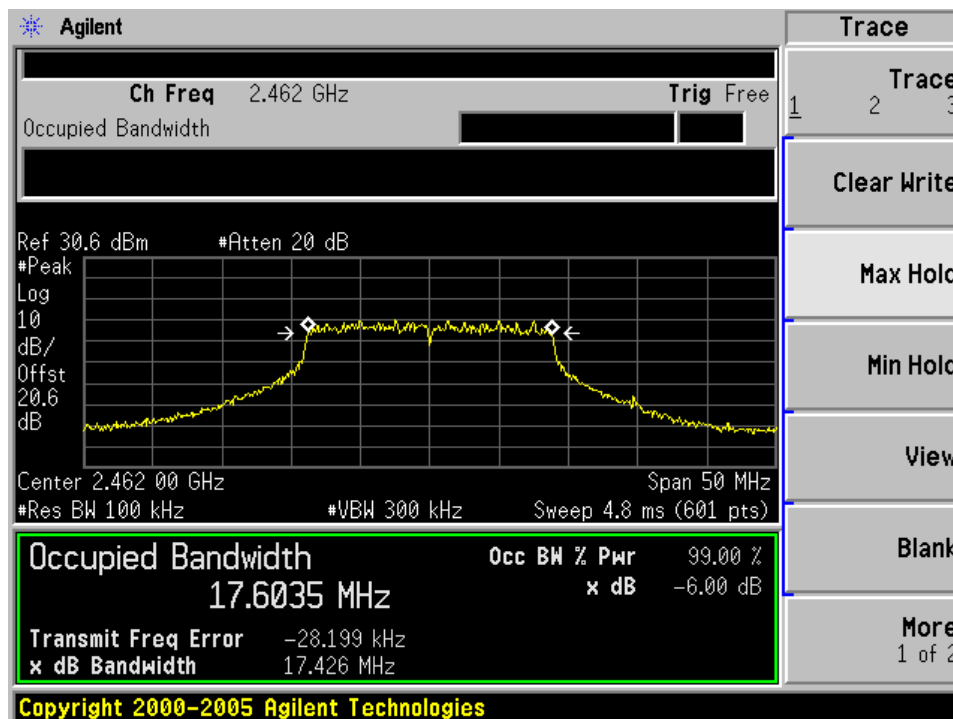 Agilent
Trace
Ch Freq 2.462 GHz Trig Free
Occupied Bandwidth
Trace
1 2 3
Clear Write
Ref 30.6 dBm #Atten 20 dB
#Peak
Log
10
dB/
Offst
20.6
dB
Max Hold
Min Hold
View
Center 2.462 00 GHz Span 50 MHz
#Res BW 100 kHz #VBW 300 kHz Sweep 4.8 ms (601 pts)
Blank
Occupied Bandwidth Occ BW % Pwr 99.00 %
17.6035 MHz x dB -6.00 dB
Transmit Freq Error -28.199 kHz
x dB Bandwidth 17.426 MHz
More
1 of 2
Copyright 2000-2005 Agilent Technologies